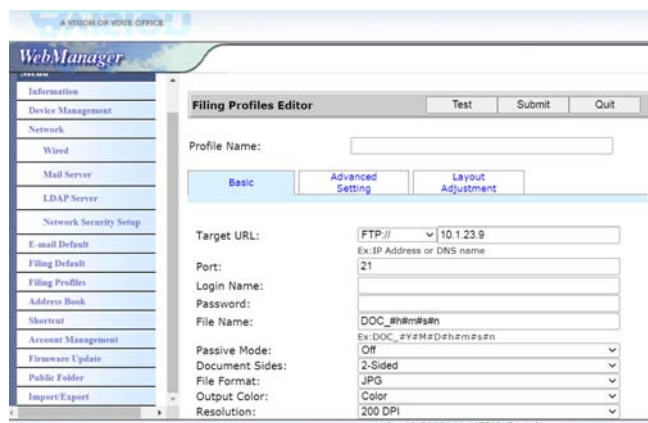 A VISION OF YOUR OFFICE
WebManager
Menu
Information
Device Management
Network
Wired
Mail Server
LDAP Server
Network Security Setup
E-mail Default
Filing Default
Filing Profiles
Address Book
Shortcut
Account Management
Firmware Update
Public Folder
Import/Export
Filing Profiles Editor Test Submit Quit
Profile Name:
Basic Advanced Setting Layout Adjustment
Target URL: FTP:// 10.1.23.9
Ex:IP Address or DNS name
Port: 21
Login Name:
Password:
File Name: DOC_#h#m#s#n
Ex:DOC_#Y#M#D#h#m#s#n
Passive Mode: Off
Document Sides: 2-Sided
File Format: JPG
Output Color: Color
Resolution: 200 DPI